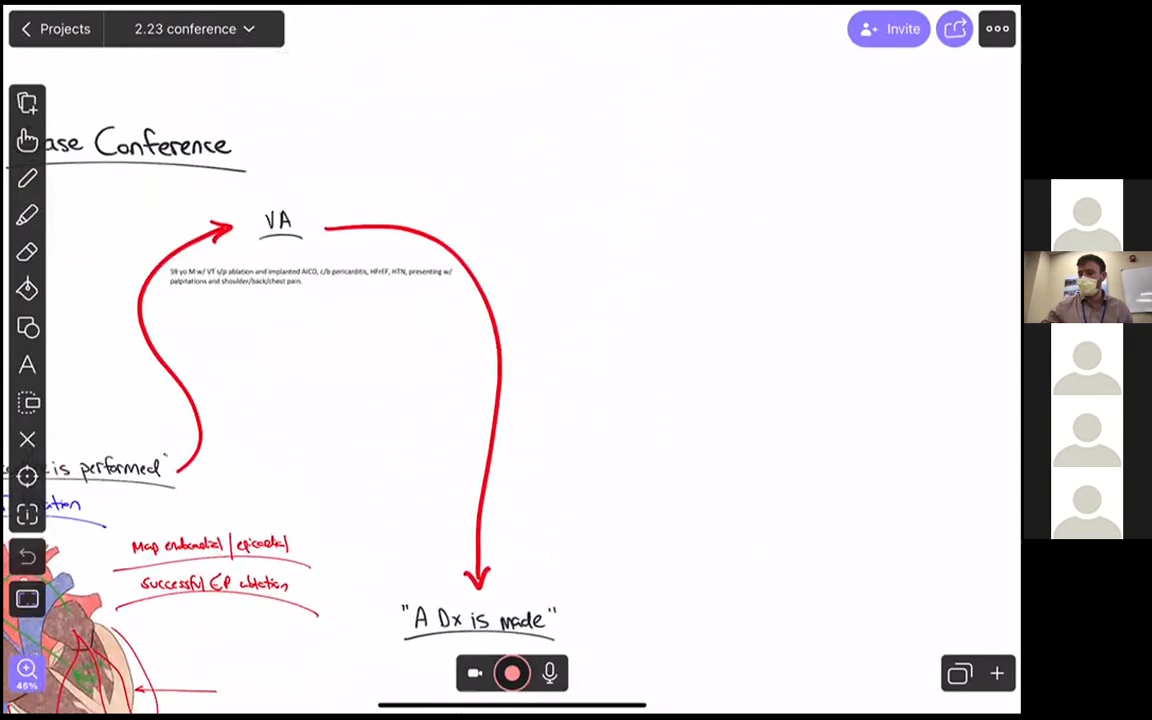 Projects
2.23 conference
Invite
ase Conference
VA
59 yo M w/ VT s/p ablation and implanted AICD, c/b pericarditis, HFrEF, HTN, presenting w/
palpitations and shoulder/back/chest pain.
is performed"
Map endocardial | epicardial
Successful EP ablation
"A Dx is made"
A
46%